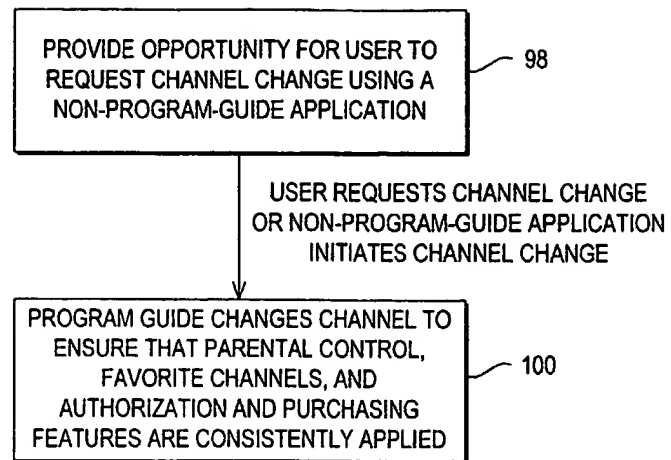 PROVIDE OPPORTUNITY FOR USER TO
REQUEST CHANNEL CHANGE USING A
NON-PROGRAM-GUIDE APPLICATION
98
USER REQUESTS CHANNEL CHANGE
OR NON-PROGRAM-GUIDE APPLICATION
INITIATES CHANNEL CHANGE
PROGRAM GUIDE CHANGES CHANNEL TO
ENSURE THAT PARENTAL CONTROL,
FAVORITE CHANNELS, AND
AUTHORIZATION AND PURCHASING
FEATURES ARE CONSISTENTLY APPLIED
100